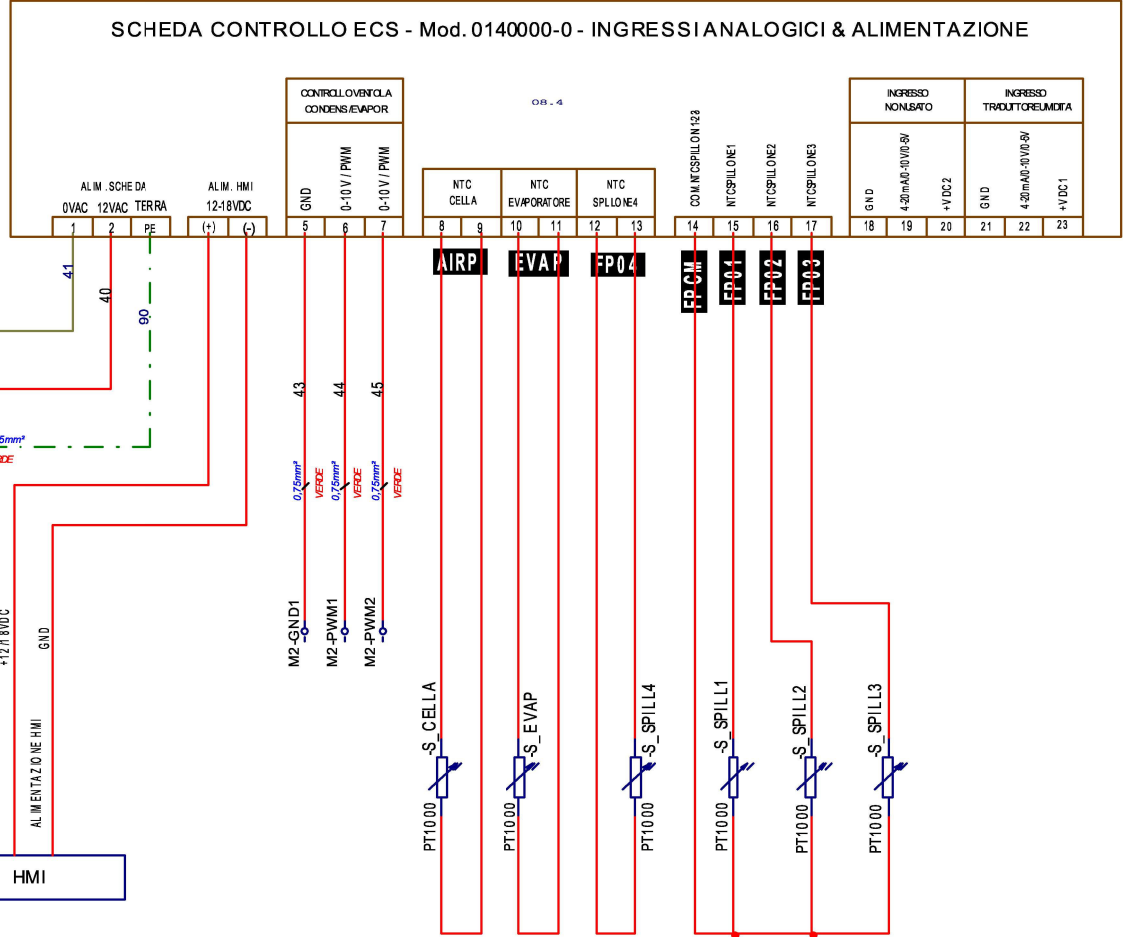 SCHEDA CONTROLLO ECS - Mod. 0140000-0 - INGRESSI ANALOGICI & ALIMENTAZIONE
CONTROLLO VENTOLA
CONDENS./EVAPOR.
08.4
INGRESSO
NON USATO
INGRESSO
TRADUTTORE UMDITA
ALIM. SCHEDA
0VAC 12VAC TERRA
ALIM. HMI
12-18VDC
GND
0-10V / PWM
0-10V / PWM
NTC
CELLA
NTC
EVAPORATORE
NTC
SPILLONE4
COM.NTC SPILLON 1-2-3
NTC SPILLONE1
NTC SPILLONE2
NTC SPILLONE3
GND
4-20mA/0-10V/0-5V
+VDC2
GND
4-20mA/0-10V/0-5V
+VDC1
1 2 PE (+) (-) 5 6 7 8 9 10 11 12 13 14 15 16 17 18 19 20 21 22 23
AIRP EVAP FP04 FPCM FP01 FP02 FP03
41
40
90
43
44
45
5mm²
RDE
0,75mm²
VERDE
0,75mm²
VERDE
0,75mm²
VERDE
+12/18VDC
GND
M2-GND1
M2-PWM1
M2-PWM2
-S_CELLA
PT1000
-S_EVAP
PT1000
-S_SPILL4
PT1000
-S_SPILL1
PT1000
-S_SPILL2
PT1000
-S_SPILL3
PT1000
ALIMENTAZIONE HMI
HMI